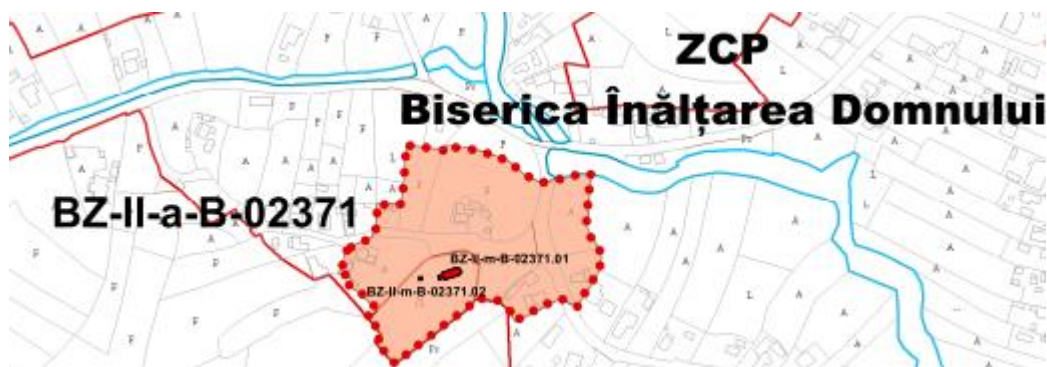 ZCP
Biserica Înălțarea Domnului
BZ-II-a-B-02371
BZ-II-m-B-02371.01
BZ-II-m-B-02371.02